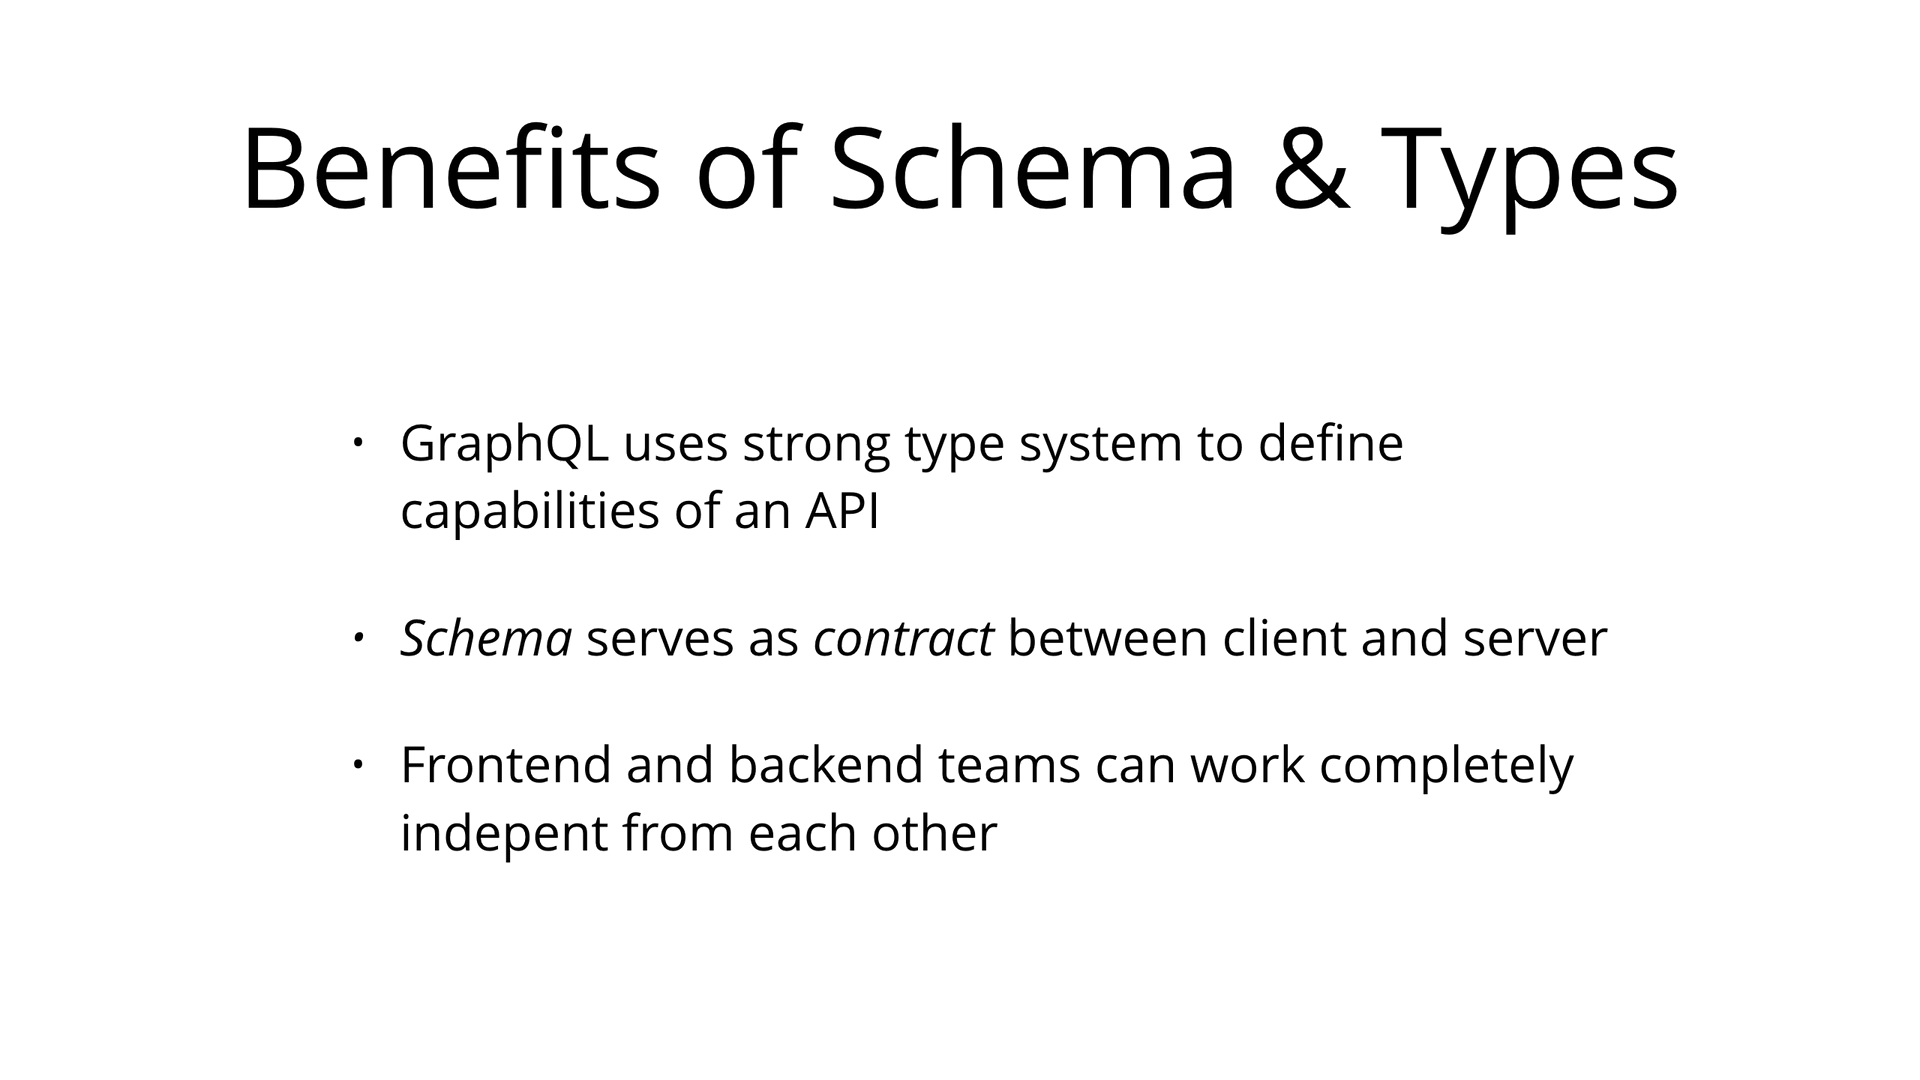 Benefits of Schema & Types
• GraphQL uses strong type system to define
capabilities of an API
• Schema serves as contract between client and server
• Frontend and backend teams can work completely
indepent from each other